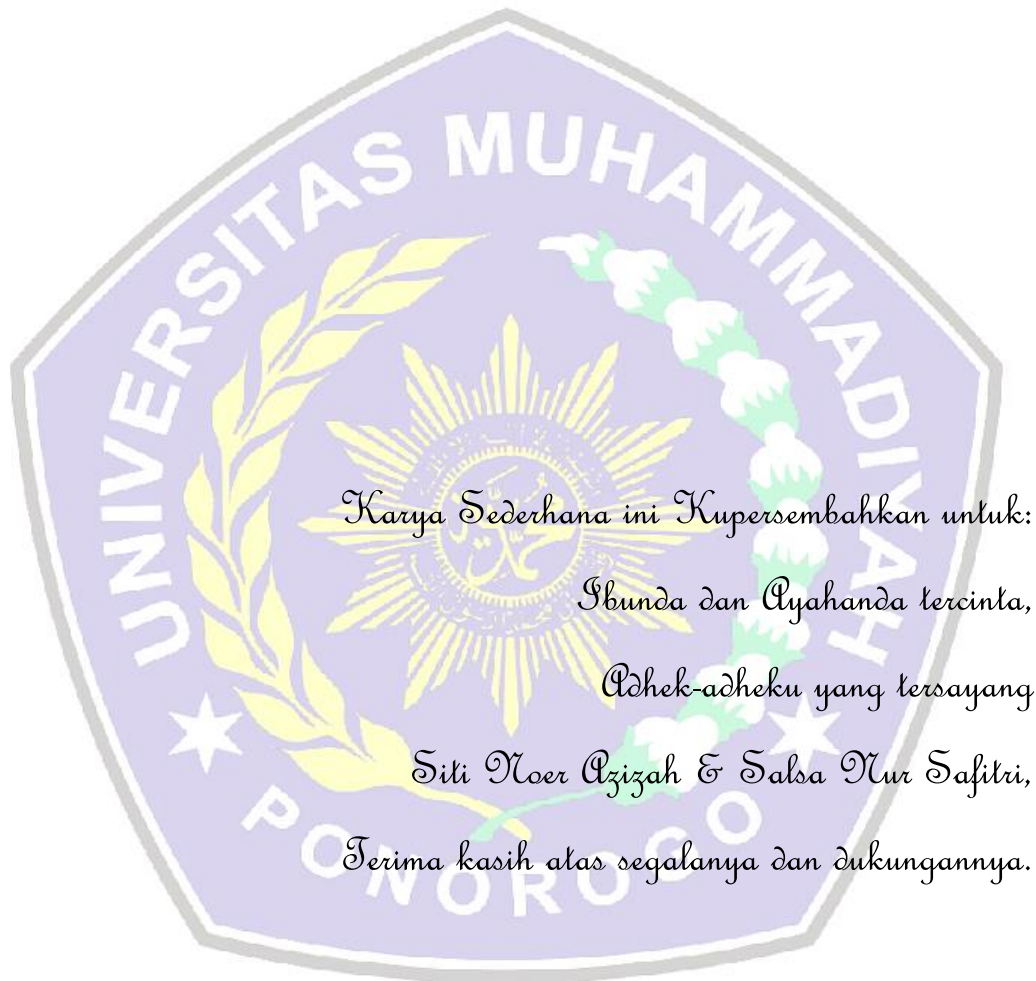 UNIVERSITAS MUHAMMADIYAH
Karya Sederhana ini Kupersembahkan untuk:
Ibunda dan Ayahanda tercinta,
Adhek-adheku yang tersayang
Siti Noer Azizah & Salsa Nur Safitri,
Terima kasih atas segalanya dan dukungannya.
PONOROGO